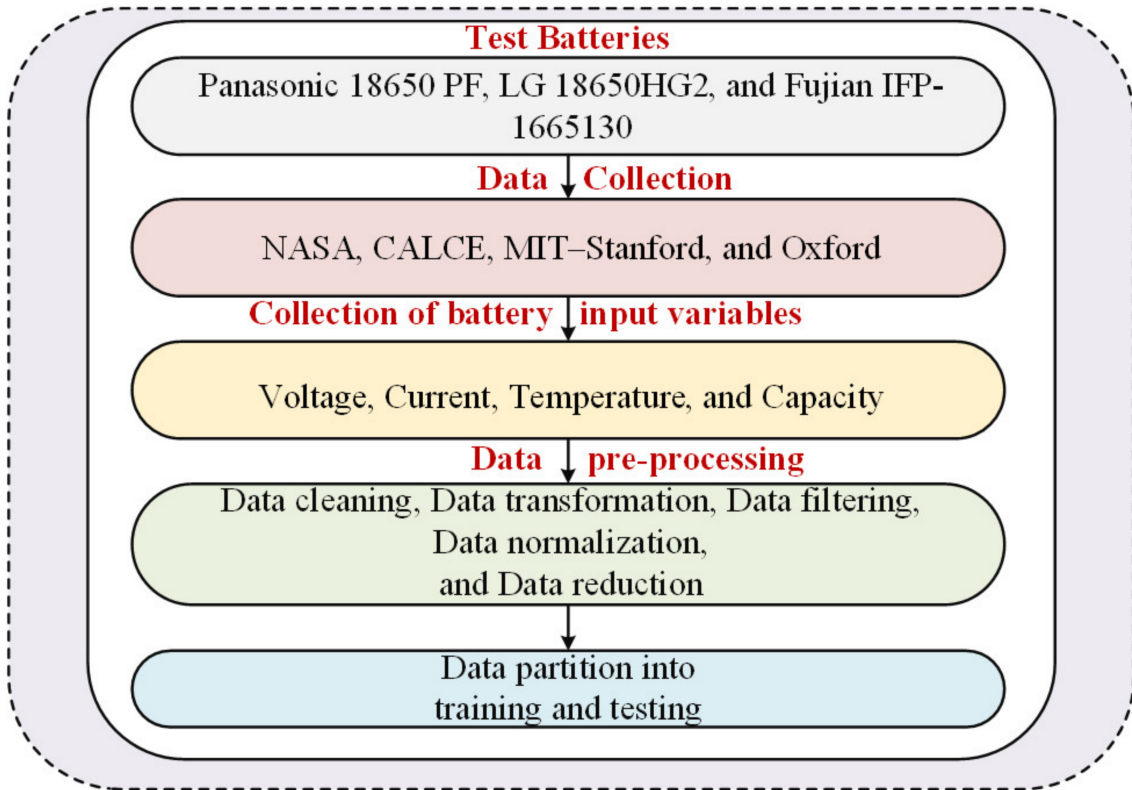 Test Batteries
Panasonic 18650 PF, LG 18650HG2, and Fujian IFP-
1665130
Data Collection
NASA, CALCE, MIT–Stanford, and Oxford
Collection of battery input variables
Voltage, Current, Temperature, and Capacity
Data pre-processing
Data cleaning, Data transformation, Data filtering,
Data normalization,
and Data reduction
Data partition into
training and testing